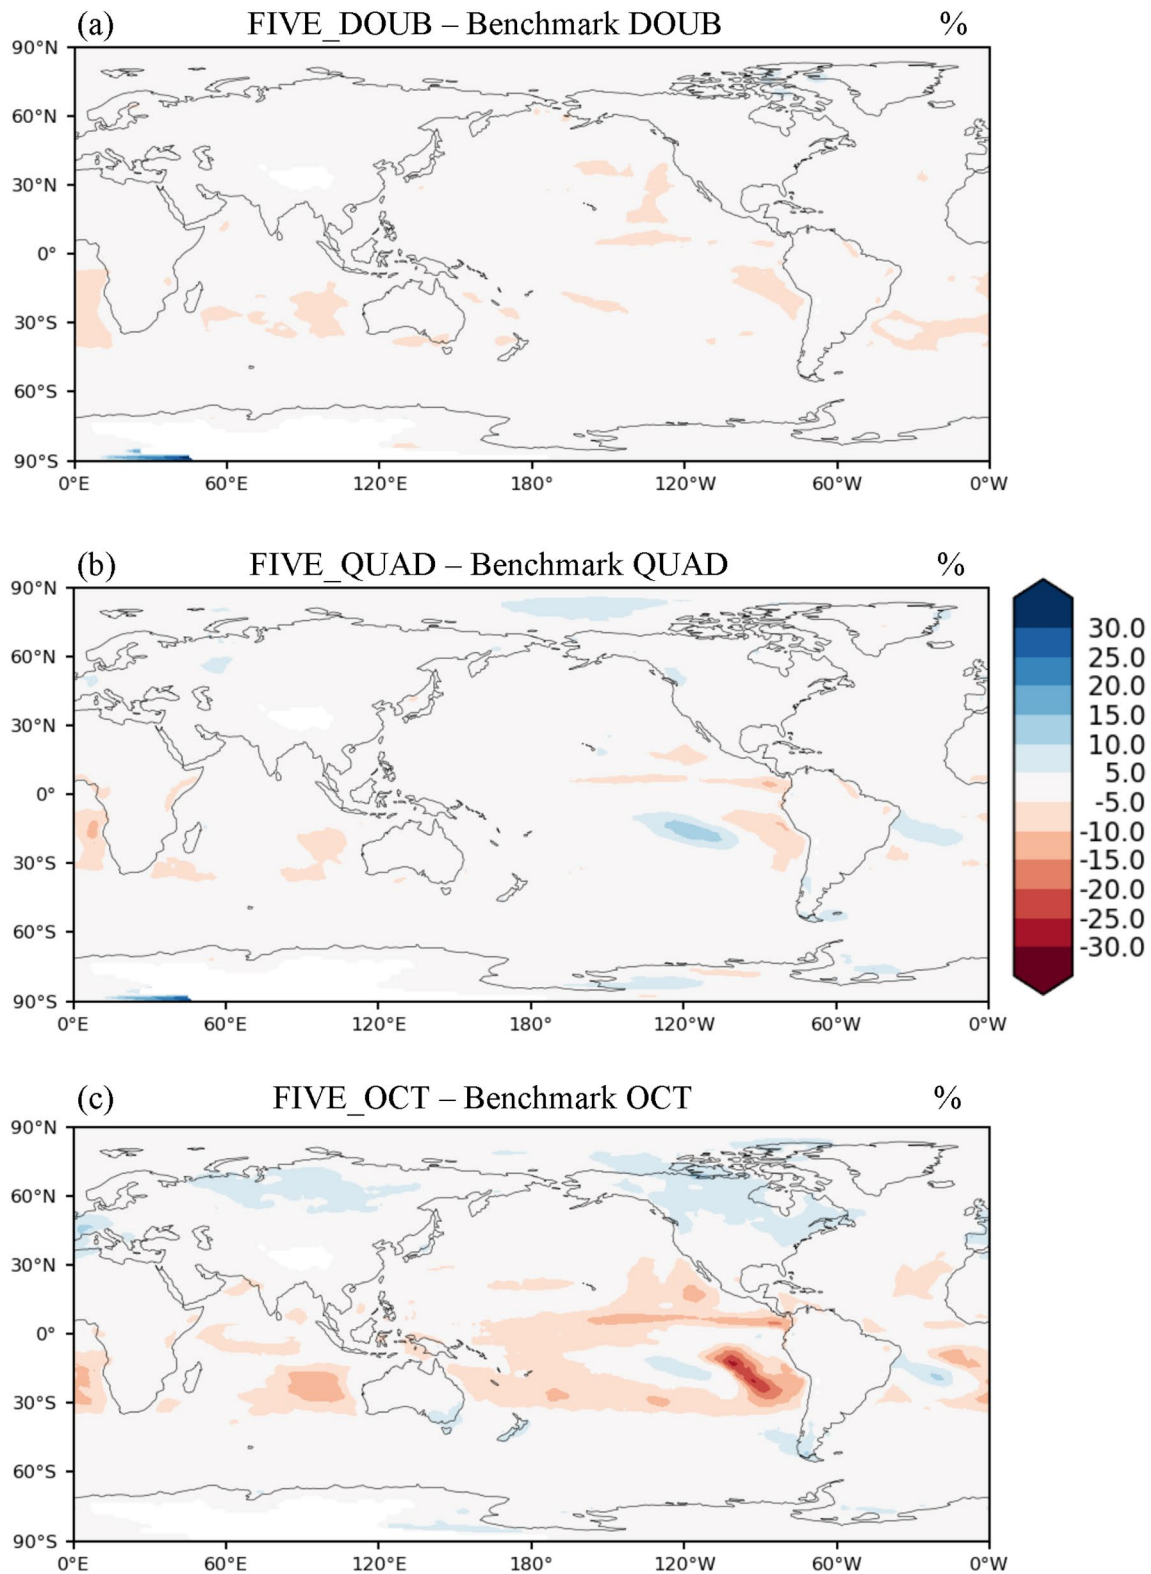 (a) FIVE_DOUB – Benchmark DOUB %
90°N
60°N
30°N
0°
30°S
60°S
90°S
0°E 60°E 120°E 180° 120°W 60°W 0°W
(b) FIVE_QUAD – Benchmark QUAD %
90°N
60°N
30°N
0°
30°S
60°S
90°S
0°E 60°E 120°E 180° 120°W 60°W 0°W
30.0
25.0
20.0
15.0
10.0
5.0
-5.0
-10.0
-15.0
-20.0
-25.0
-30.0
(c) FIVE_OCT – Benchmark OCT %
90°N
60°N
30°N
0°
30°S
60°S
90°S
0°E 60°E 120°E 180° 120°W 60°W 0°W